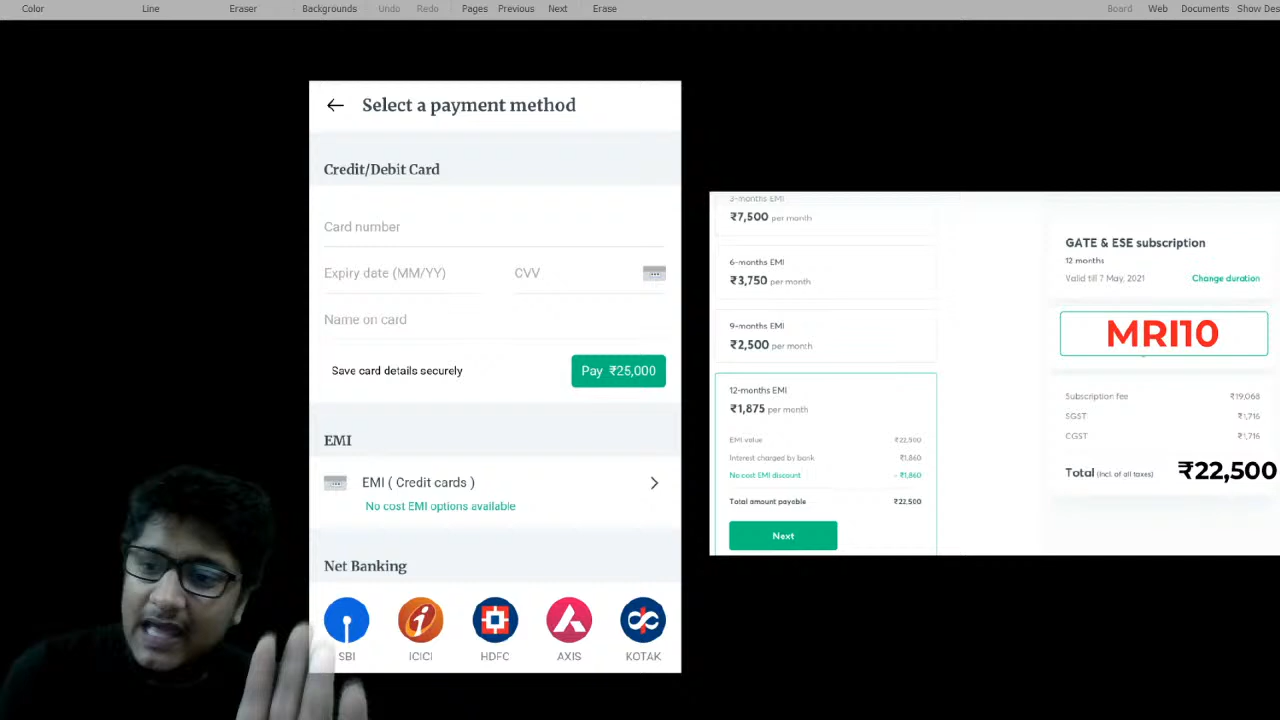 Color Line Eraser Backgrounds Undo Redo Pages Previous Next Erase Board Web Documents Show Des
Select a payment method
Credit/Debit Card
Card number
Expiry date (MM/YY) CVV
Name on card
Save card details securely
Pay ₹25,000
EMI
EMI ( Credit cards )
No cost EMI options available
Net Banking
SBI ICICI HDFC AXIS KOTAK
3-months EMI
₹7,500 per month
6-months EMI
₹3,750 per month
9-months EMI
₹2,500 per month
12-months EMI
₹1,875 per month
EMI value ₹22,500
Interest charged by bank ₹1,860
No cost EMI discount - ₹1,860
Total amount payable ₹22,500
Next
GATE & ESE subscription
12 months
Valid till 7 May, 2021 Change duration
MRI10
Subscription fee ₹19,068
SGST ₹1,716
CGST ₹1,716
Total (Incl. of all taxes) ₹22,500